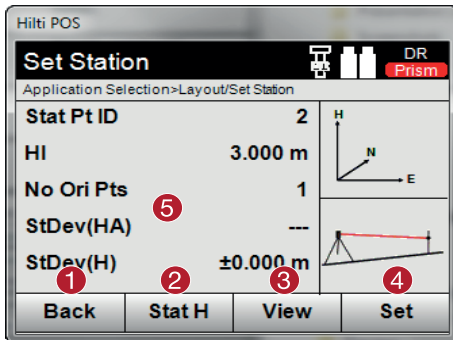 Hilti POS
Set Station
DR
Prism
Application Selection>Layout/Set Station
Stat Pt ID 2
HI 3.000 m
No Ori Pts 1
StDev(HA) ---
StDev(H) ±0.000 m
H
N
E
5
1 2 3 4
Back Stat H View Set